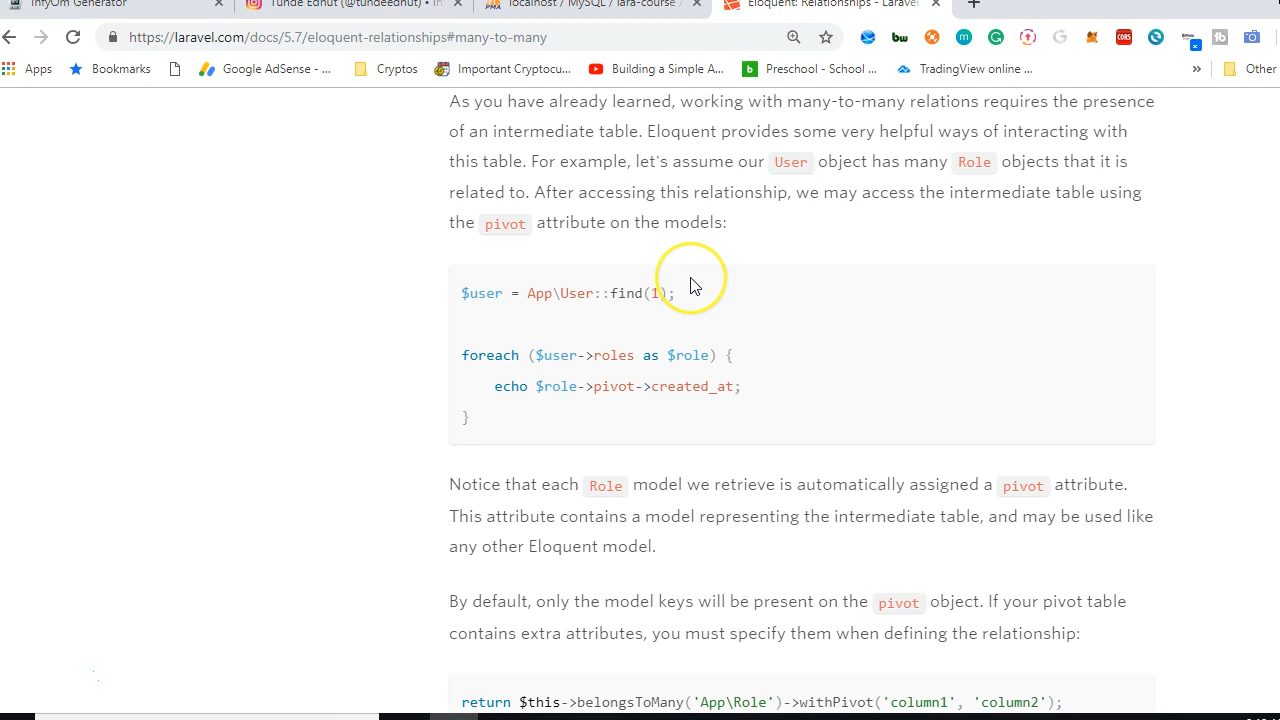 InfyOm Generator
Tunde Ednut (@tundeednut) • In
localhost / MySQL / lara-course /
Eloquent: Relationships - Laravel
https://laravel.com/docs/5.7/eloquent-relationships#many-to-many
Apps
Bookmarks
Google AdSense - ...
Cryptos
Important Cryptocu...
Building a Simple A...
Preschool - School ...
TradingView online ...
»
Other
As you have already learned, working with many-to-many relations requires the presence
of an intermediate table. Eloquent provides some very helpful ways of interacting with
this table. For example, let's assume our User object has many Role objects that it is
related to. After accessing this relationship, we may access the intermediate table using
the pivot attribute on the models:
$user = App\User::find(1);
foreach ($user->roles as $role) {
echo $role->pivot->created_at;
}
Notice that each Role model we retrieve is automatically assigned a pivot attribute.
This attribute contains a model representing the intermediate table, and may be used like
any other Eloquent model.
By default, only the model keys will be present on the pivot object. If your pivot table
contains extra attributes, you must specify them when defining the relationship:
return $this->belongsToMany('App\Role')->withPivot('column1', 'column2');